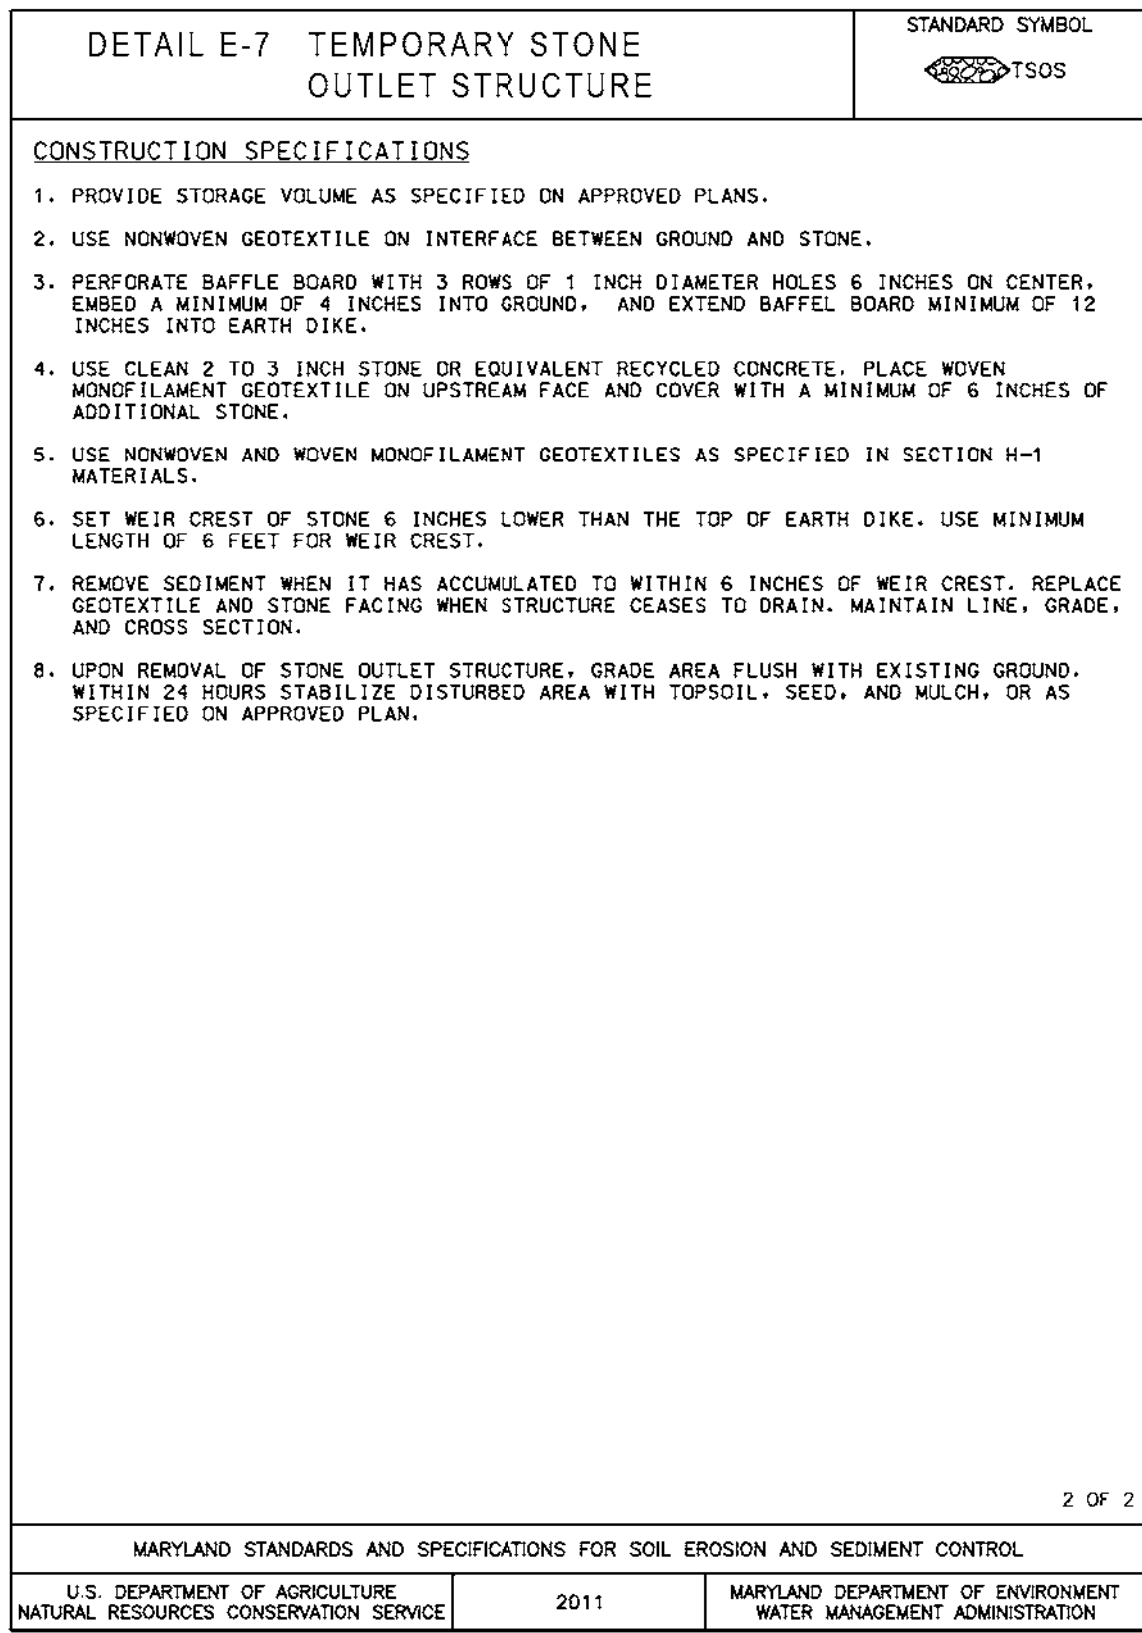 DETAIL E-7 TEMPORARY STONE
OUTLET STRUCTURE
STANDARD SYMBOL
TSOS
CONSTRUCTION SPECIFICATIONS
1. PROVIDE STORAGE VOLUME AS SPECIFIED ON APPROVED PLANS.
2. USE NONWOVEN GEOTEXTILE ON INTERFACE BETWEEN GROUND AND STONE.
3. PERFORATE BAFFLE BOARD WITH 3 ROWS OF 1 INCH DIAMETER HOLES 6 INCHES ON CENTER,
EMBED A MINIMUM OF 4 INCHES INTO GROUND, AND EXTEND BAFFEL BOARD MINIMUM OF 12
INCHES INTO EARTH DIKE.
4. USE CLEAN 2 TO 3 INCH STONE OR EQUIVALENT RECYCLED CONCRETE. PLACE WOVEN
MONOFILAMENT GEOTEXTILE ON UPSTREAM FACE AND COVER WITH A MINIMUM OF 6 INCHES OF
ADDITIONAL STONE.
5. USE NONWOVEN AND WOVEN MONOFILAMENT GEOTEXTILES AS SPECIFIED IN SECTION H-1
MATERIALS.
6. SET WEIR CREST OF STONE 6 INCHES LOWER THAN THE TOP OF EARTH DIKE. USE MINIMUM
LENGTH OF 6 FEET FOR WEIR CREST.
7. REMOVE SEDIMENT WHEN IT HAS ACCUMULATED TO WITHIN 6 INCHES OF WEIR CREST. REPLACE
GEOTEXTILE AND STONE FACING WHEN STRUCTURE CEASES TO DRAIN. MAINTAIN LINE, GRADE,
AND CROSS SECTION.
8. UPON REMOVAL OF STONE OUTLET STRUCTURE, GRADE AREA FLUSH WITH EXISTING GROUND.
WITHIN 24 HOURS STABILIZE DISTURBED AREA WITH TOPSOIL, SEED, AND MULCH, OR AS
SPECIFIED ON APPROVED PLAN.
2 OF 2
MARYLAND STANDARDS AND SPECIFICATIONS FOR SOIL EROSION AND SEDIMENT CONTROL
U.S. DEPARTMENT OF AGRICULTURE
NATURAL RESOURCES CONSERVATION SERVICE
2011
MARYLAND DEPARTMENT OF ENVIRONMENT
WATER MANAGEMENT ADMINISTRATION